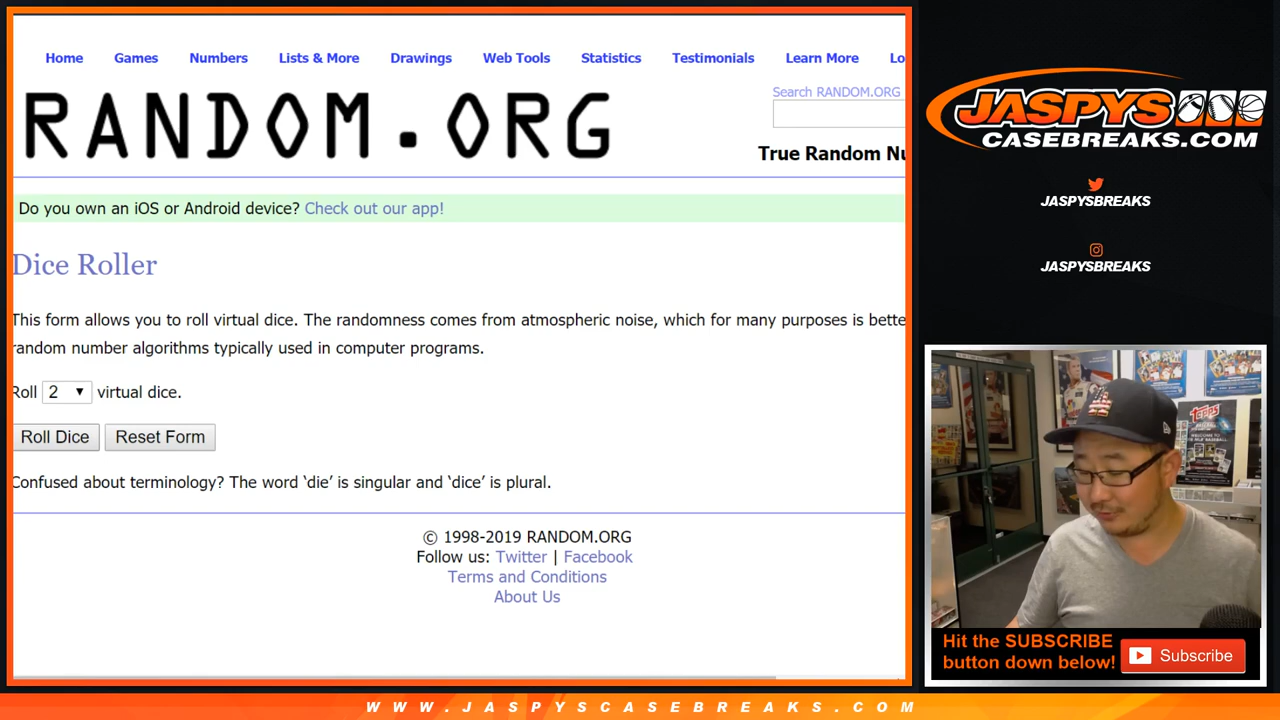 Home Games Numbers Lists & More Drawings Web Tools Statistics Testimonials Learn More Lo
Search RANDOM.ORG
RANDOM.ORG
True Random Nu
Do you own an iOS or Android device? Check out our app!
Dice Roller
This form allows you to roll virtual dice. The randomness comes from atmospheric noise, which for many purposes is bette
random number algorithms typically used in computer programs.
Roll 2 virtual dice.
Roll Dice Reset Form
Confused about terminology? The word ‘die’ is singular and ‘dice’ is plural.
© 1998-2019 RANDOM.ORG
Follow us: Twitter | Facebook
Terms and Conditions
About Us
JASPYS
CASEBREAKS.COM
JASPYSBREAKS
JASPYSBREAKS
Topps
Hit the SUBSCRIBE
button down below!
Subscribe
WWW.JASPYSCASEBREAKS.COM